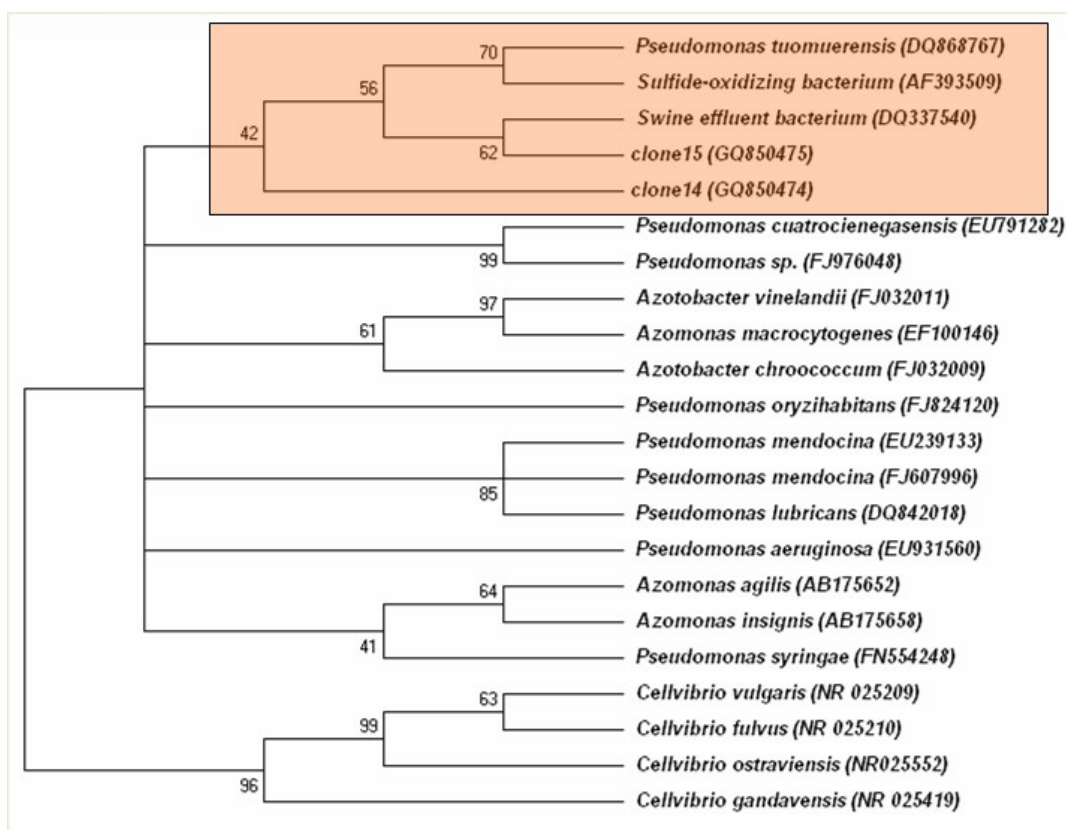 70
Pseudomonas tuomuerensis (DQ868767)
Sulfide-oxidizing bacterium (AF393509)
56
Swine effluent bacterium (DQ337540)
42
62
clone15 (GQ850475)
clone14 (GQ850474)
Pseudomonas cuatrocienegasensis (EU791282)
99
Pseudomonas sp. (FJ976048)
97
Azotobacter vinelandii (FJ032011)
61
Azomonas macrocytogenes (EF100146)
Azotobacter chroococcum (FJ032009)
Pseudomonas oryzihabitans (FJ824120)
Pseudomonas mendocina (EU239133)
Pseudomonas mendocina (FJ607996)
85
Pseudomonas lubricans (DQ842018)
Pseudomonas aeruginosa (EU931560)
64
Azomonas agilis (AB175652)
Azomonas insignis (AB175658)
41
Pseudomonas syringae (FN554248)
63
Cellvibrio vulgaris (NR 025209)
99
Cellvibrio fulvus (NR 025210)
Cellvibrio ostraviensis (NR025552)
96
Cellvibrio gandavensis (NR 025419)